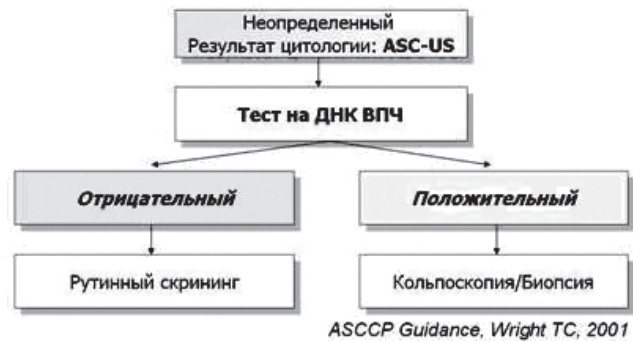 Неопределенный
Результат цитологии: ASC-US
Тест на ДНК ВПЧ
Отрицательный
Положительный
Рутинный скрининг
Кольпоскопия/Биопсия
ASCCP Guidance, Wright TC, 2001